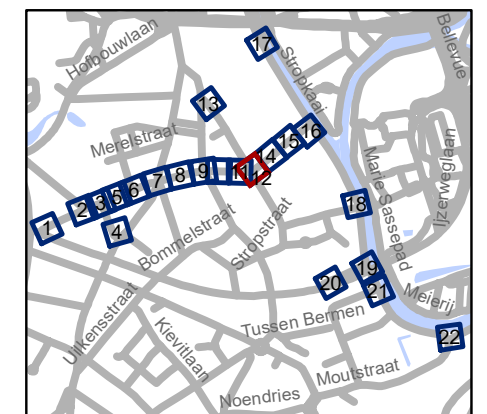 Hofbouwlaan
17
Stropkaai
Bellevue
13
Merelstraat
16
15
14
12
11
9
8
7
6
5
3
2
1
4
Bommelstraat
Stropstraat
18
Marie Sassepad
Ijzerweglaan
19
20
21
Meierij
Uilkensstraat
Tussen Bermen
22
Kievitlaan
Moutstraat
Noendries